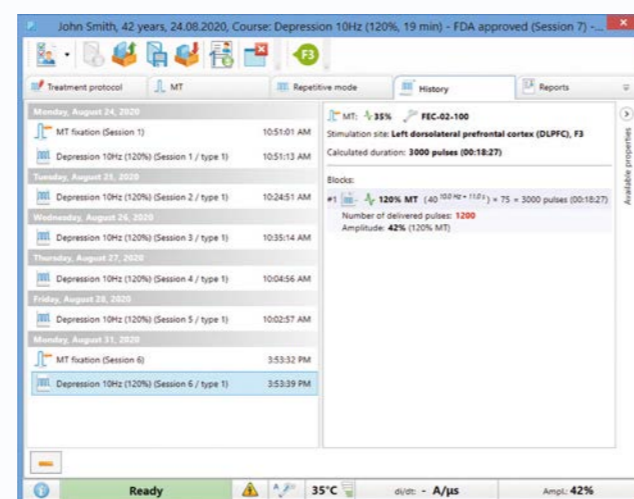 John Smith, 42 years, 24.08.2020, Course: Depression 10Hz (120%, 19 min) - FDA approved (Session 7) -...
F3
Treatment protocol
MT
Repetitive mode
History
Reports
Monday, August 24, 2020
MT fixation (Session 1) 10:51:01 AM
Depression 10Hz (120%) (Session 1 / type 1) 10:51:13 AM
Tuesday, August 25, 2020
Depression 10Hz (120%) (Session 2 / type 1) 10:24:51 AM
Wednesday, August 26, 2020
Depression 10Hz (120%) (Session 3 / type 1) 10:35:14 AM
Thursday, August 27, 2020
Depression 10Hz (120%) (Session 4 / type 1) 10:04:56 AM
Friday, August 28, 2020
Depression 10Hz (120%) (Session 5 / type 1) 10:02:57 AM
Monday, August 31, 2020
MT fixation (Session 6) 3:53:32 PM
Depression 10Hz (120%) (Session 6 / type 1) 3:53:39 PM
MT: 35% FEC-02-100
Stimulation site: Left dorsolateral prefrontal cortex (DLPFC), F3
Calculated duration: 3000 pulses (00:18:27)
Blocks:
#1 120% MT (40 10.0 Hz + 11.0 s) × 75 = 3000 pulses (00:18:27)
Number of delivered pulses: 1200
Amplitude: 42% (120% MT)
Available properties
Ready
35°C
di/dt: - A/µs
Ampl.: 42%